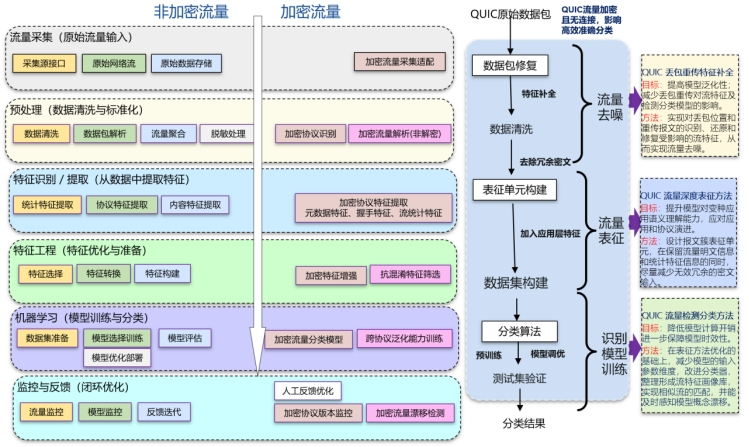 非加密流量
加密流量
流量采集（原始流量输入）
采集源接口
原始网络流
原始数据存储
加密流量采集适配
预处理（数据清洗与标准化）
数据清洗
数据包解析
流量聚合
脱敏处理
加密协议识别
加密流量解析(非解密)
特征识别 / 提取（从数据中提取特征）
统计特征提取
协议特征提取
内容特征提取
加密协议特征提取
元数据特征、握手特征、流统计特征
特征工程（特征优化与准备）
特征选择
特征转换
特征构建
加密特征增强
抗混淆特征筛选
机器学习（模型训练与分类）
数据集准备
模型选择训练
模型评估
模型优化部署
加密流量分类模型
跨协议泛化能力训练
监控与反馈（闭环优化）
人工反馈优化
流量监控
模型监控
反馈迭代
加密协议版本监控
加密流量漂移检测
QUIC原始数据包
QUIC流量加密
且无连接，影响
高效准确分类
数据包修复
特征补全
数据清洗
去除冗余密文
流量
去噪
表征单元构建
加入应用层特征
数据集构建
流量
表征
分类算法
预训练
模型调优
测试集验证
分类结果
识别
模型
训练
QUIC 丢包重传特征补全
目标：提高模型泛化性；
减少丢包重传对流特征及
检测分类模型的影响。
方法：实现对丢包位置和
重传报文的识别、还原和
修复受影响的流特征，从
而实现流量去噪。
QUIC 流量深度表征方法
目标：提升模型对变种应
用语义理解能力，应对应
用和协议演进。
方法：设计报文簇表征单
元，在保留流量明文信息
和统计特征信息的同时，
尽量减少无效冗余的密文
输入。
QUIC 流量检测分类方法
目标：降低模型计算开销
进一步保障模型时效性。
方法：在表征方法优化的
基础上，减少模型的输入
参数维度，改进分类器，
整理形成流特征画像库，
实现相似流的匹配，并能
及时感知模型概念漂移。